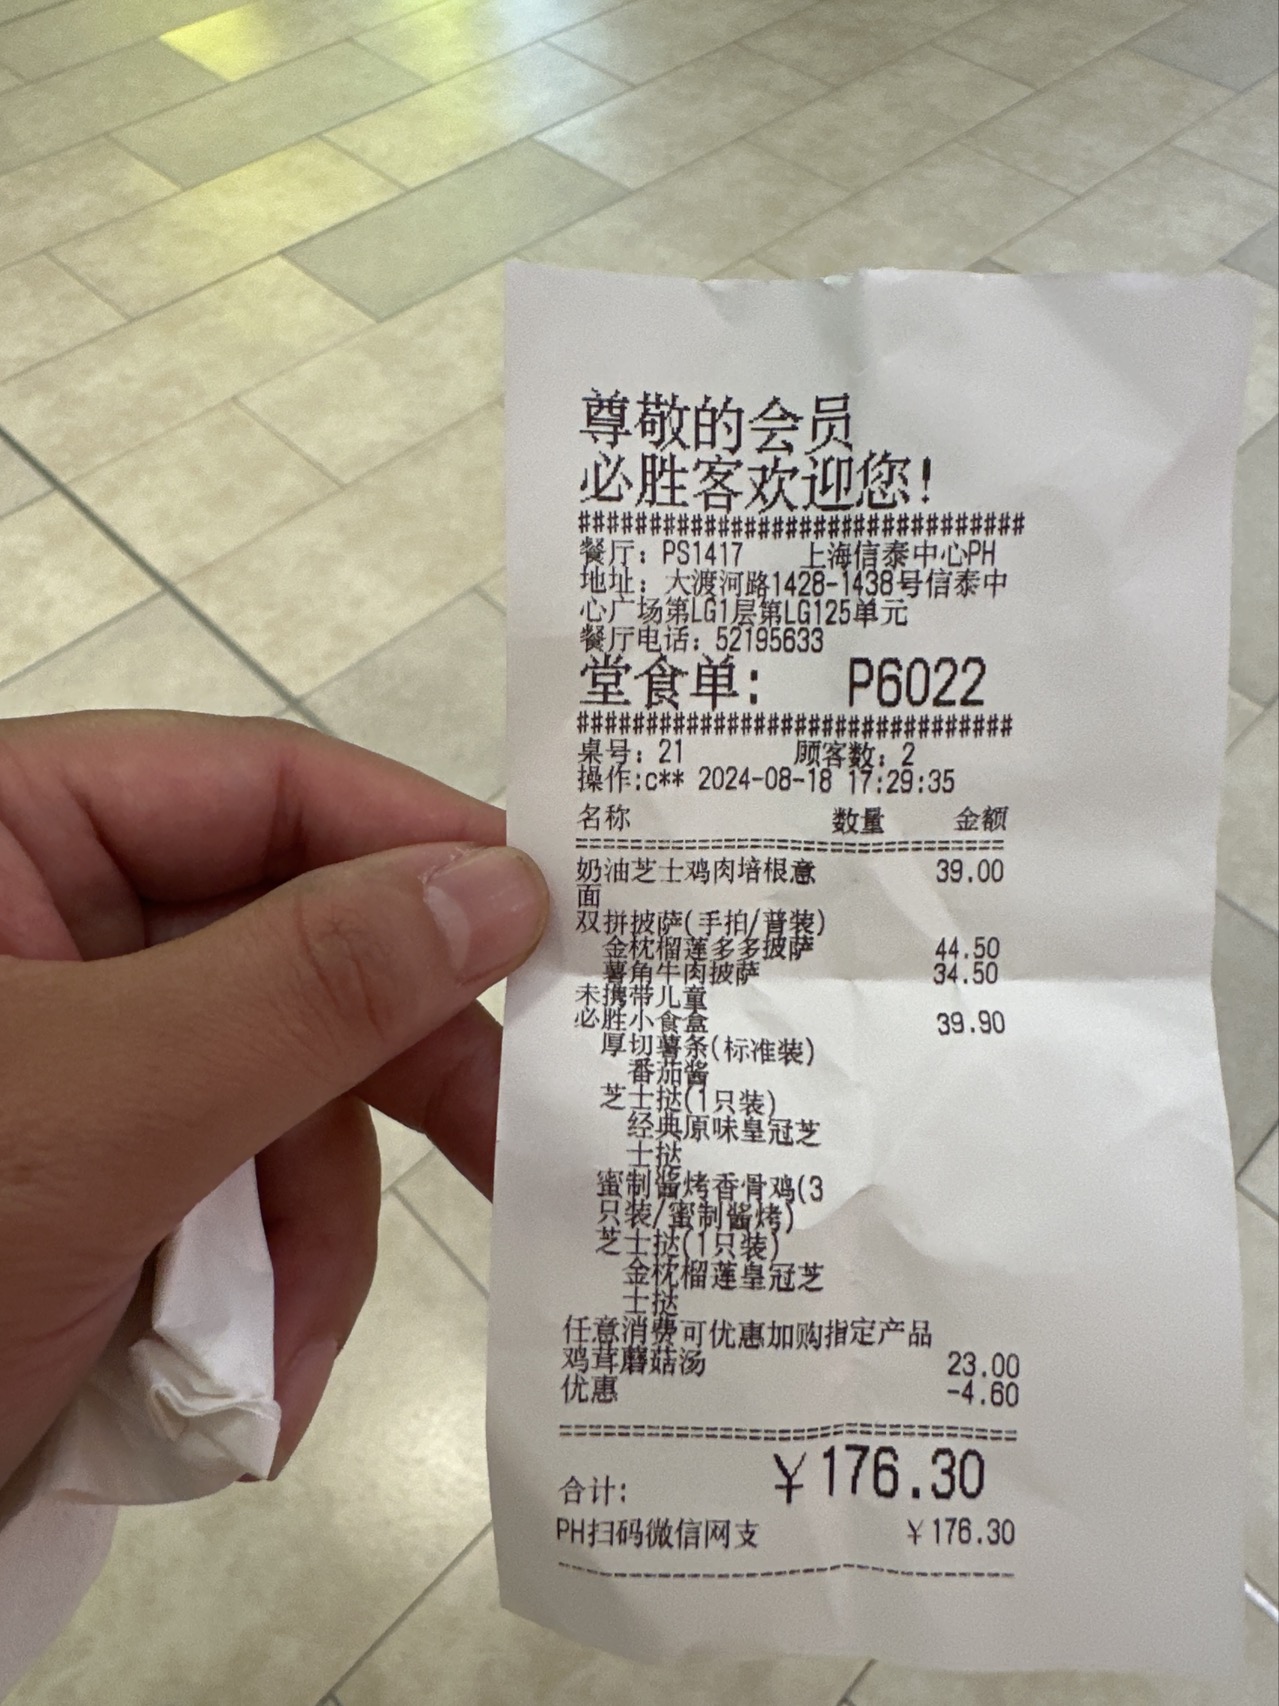 尊敬的会员
必胜客欢迎您!
################################
餐厅: PS1417 上海信泰中心PH
地址: 大渡河路1428-1438号信泰中
心广场第LG1层第LG125单元
餐厅电话: 52195633
堂食单: P6022
################################
桌号: 21 顾客数: 2
操作:c** 2024-08-18 17:29:35
名称 数量 金额
================================
奶油芝士鸡肉培根意 39.00
面
双拼披萨(手拍/普装)
金枕榴莲多多披萨 44.50
薯角牛肉披萨 34.50
未携带儿童
必胜小食盒 39.90
厚切薯条(标准装)
番茄酱
芝士挞(1只装)
经典原味皇冠芝
士挞
蜜制酱烤香骨鸡(3
只装/蜜制酱烤)
芝士挞(1只装)
金枕榴莲皇冠芝
士挞
任意消费可优惠加购指定产品
鸡茸蘑菇汤 23.00
优惠 -4.60
================================
合计: ￥176.30
PH扫码微信网支 ￥176.30
--------------------------------